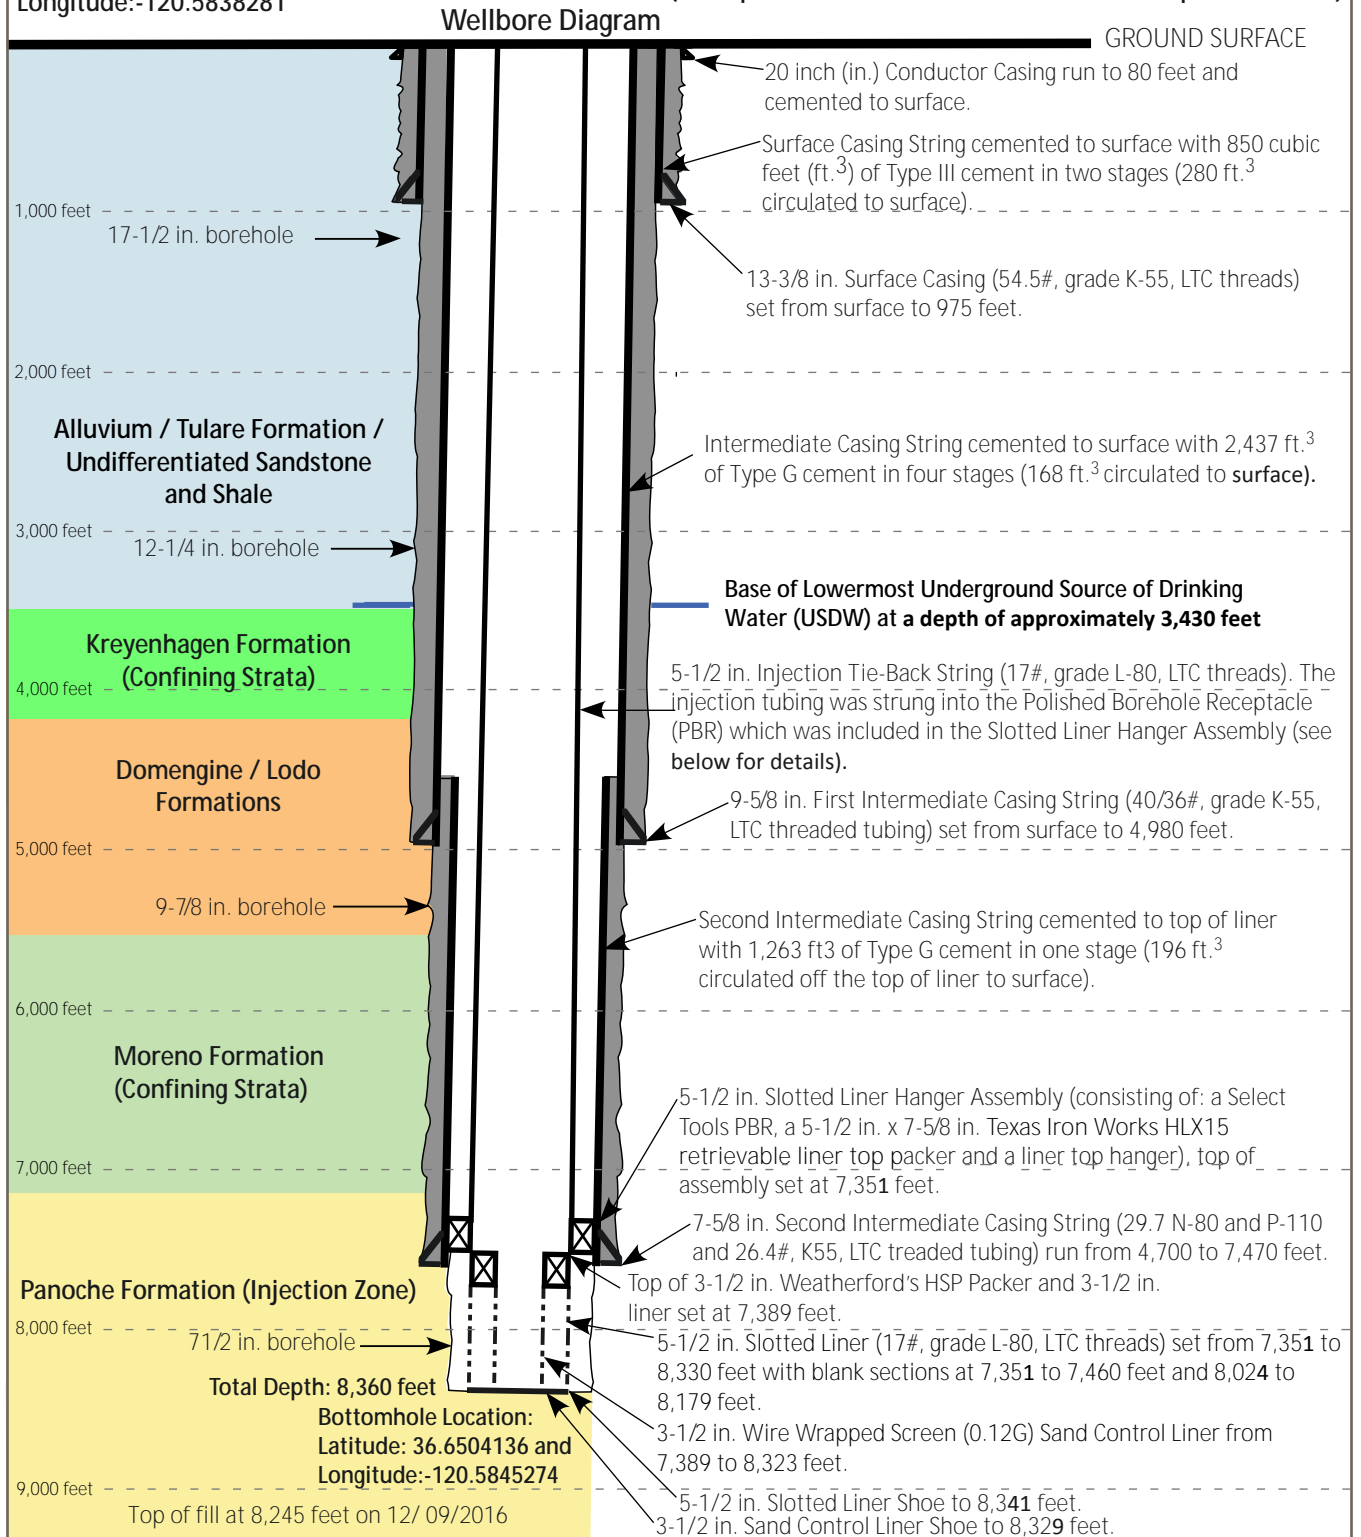 Longitude:-120.5838281
Wellbore Diagram
GROUND SURFACE
20 inch (in.) Conductor Casing run to 80 feet and
cemented to surface.
Surface Casing String cemented to surface with 850 cubic
feet (ft.3) of Type III cement in two stages (280 ft.3
circulated to surface).
1,000 feet
17-1/2 in. borehole
13-3/8 in. Surface Casing (54.5#, grade K-55, LTC threads)
set from surface to 975 feet.
2,000 feet
Alluvium / Tulare Formation /
Undifferentiated Sandstone
and Shale
Intermediate Casing String cemented to surface with 2,437 ft.3
of Type G cement in four stages (168 ft.3 circulated to surface).
3,000 feet
12-1/4 in. borehole
Base of Lowermost Underground Source of Drinking
Water (USDW) at a depth of approximately 3,430 feet
Kreyenhagen Formation
(Confining Strata)
4,000 feet
5-1/2 in. Injection Tie-Back String (17#, grade L-80, LTC threads). The
injection tubing was strung into the Polished Borehole Receptacle
(PBR) which was included in the Slotted Liner Hanger Assembly (see
below for details).
Domengine / Lodo
Formations
9-5/8 in. First Intermediate Casing String (40/36#, grade K-55,
LTC threaded tubing) set from surface to 4,980 feet.
5,000 feet
9-7/8 in. borehole
Second Intermediate Casing String cemented to top of liner
with 1,263 ft3 of Type G cement in one stage (196 ft.3
circulated off the top of liner to surface).
6,000 feet
Moreno Formation
(Confining Strata)
5-1/2 in. Slotted Liner Hanger Assembly (consisting of: a Select
Tools PBR, a 5-1/2 in. x 7-5/8 in. Texas Iron Works HLX15
retrievable liner top packer and a liner top hanger), top of
assembly set at 7,351 feet.
7,000 feet
7-5/8 in. Second Intermediate Casing String (29.7 N-80 and P-110
and 26.4#, K55, LTC treaded tubing) run from 4,700 to 7,470 feet.
Panoche Formation (Injection Zone)
Top of 3-1/2 in. Weatherford's HSP Packer and 3-1/2 in.
liner set at 7,389 feet.
8,000 feet
71/2 in. borehole
5-1/2 in. Slotted Liner (17#, grade L-80, LTC threads) set from 7,351 to
8,330 feet with blank sections at 7,351 to 7,460 feet and 8,024 to
8,179 feet.
Total Depth: 8,360 feet
Bottomhole Location:
Latitude: 36.6504136 and
Longitude:-120.5845274
3-1/2 in. Wire Wrapped Screen (0.12G) Sand Control Liner from
7,389 to 8,323 feet.
9,000 feet
Top of fill at 8,245 feet on 12/ 09/2016
5-1/2 in. Slotted Liner Shoe to 8,341 feet.
3-1/2 in. Sand Control Liner Shoe to 8,329 feet.